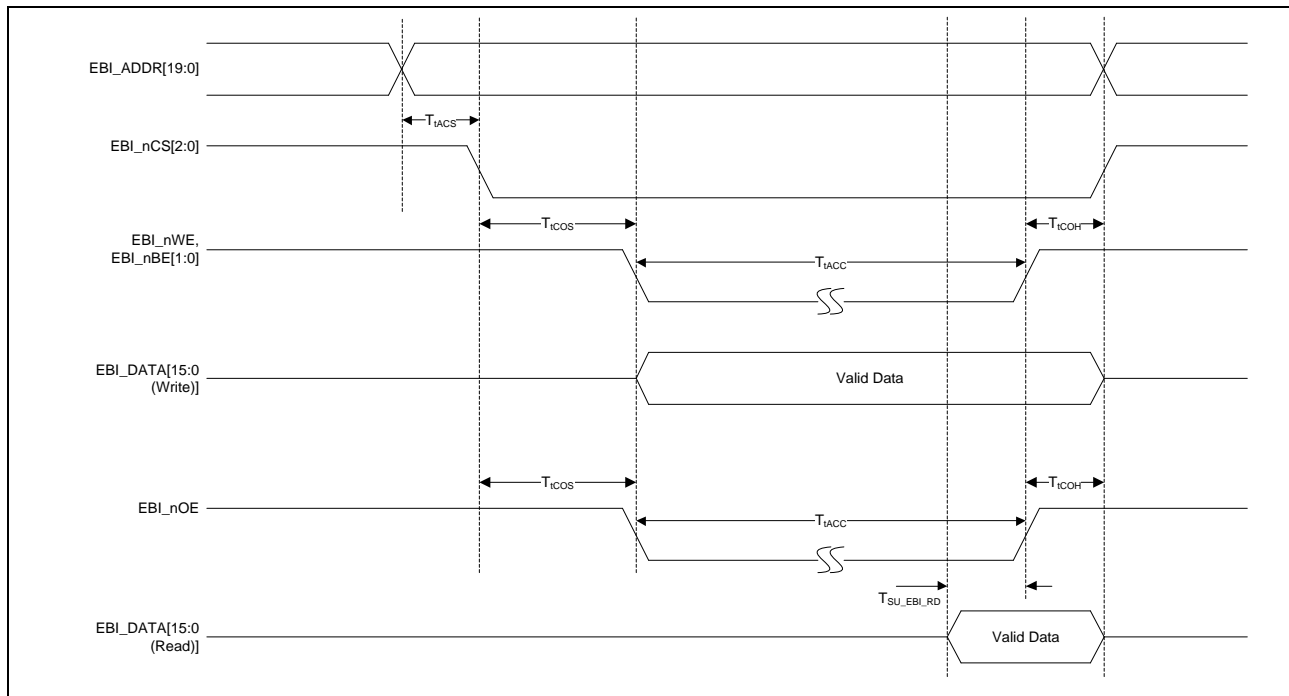 EBI_ADDR[19:0]
TtACS
EBI_nCS[2:0]
TtCOS
TtCOH
EBI_nWE,
EBI_nBE[1:0]
TtACC
EBI_DATA[15:0
(Write)]
Valid Data
TtCOS
TtCOH
EBI_nOE
TtACC
TSU_EBI_RD
EBI_DATA[15:0
(Read)]
Valid Data